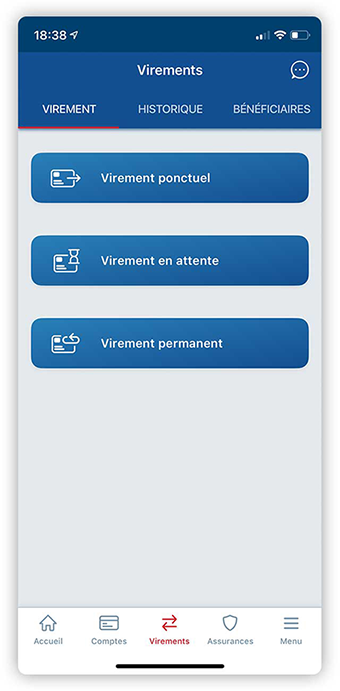 18:38
Virements
VIREMENT HISTORIQUE BÉNÉFICIAIRES
Virement ponctuel
Virement en attente
Virement permanent
Accueil Comptes Virements Assurances Menu